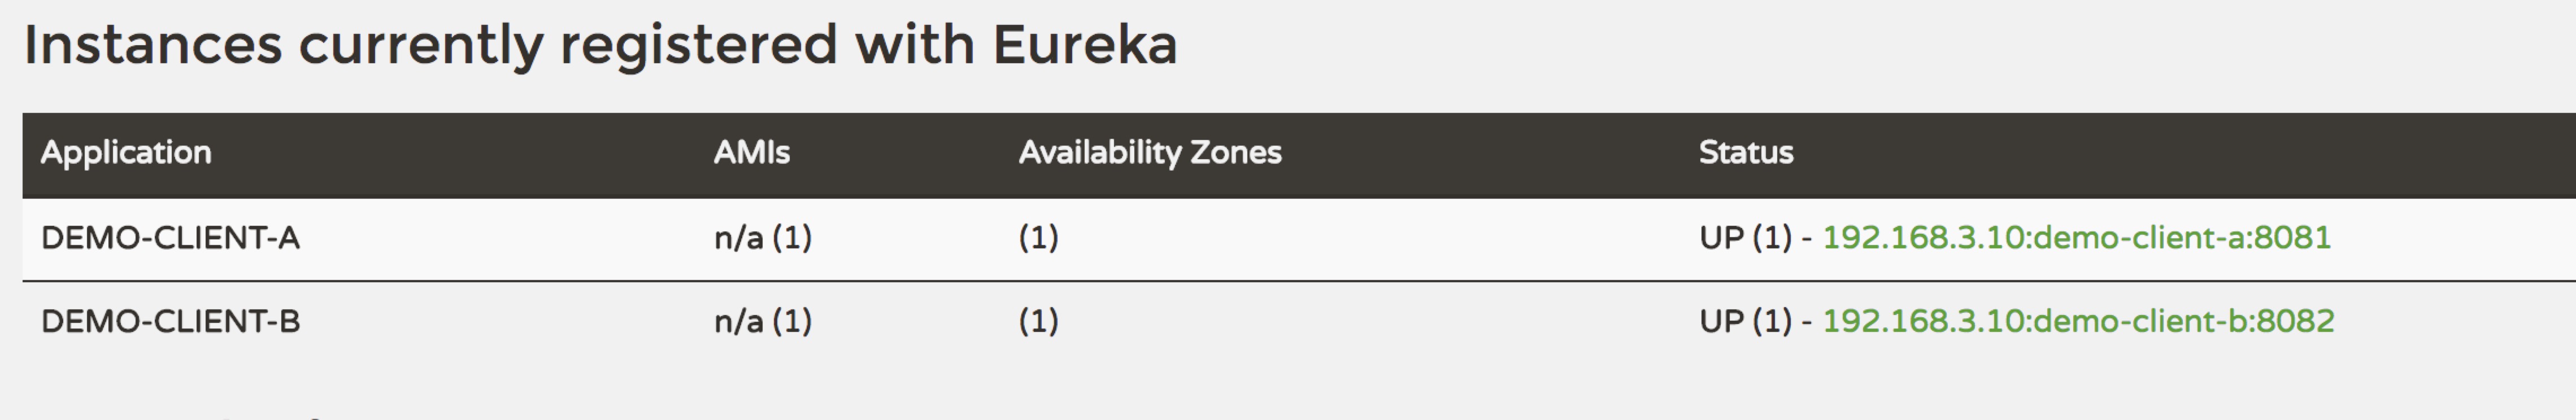 Instances currently registered with Eureka
Application AMIs Availability Zones Status
DEMO-CLIENT-A n/a (1) (1) UP (1) - 192.168.3.10:demo-client-a:8081
DEMO-CLIENT-B n/a (1) (1) UP (1) - 192.168.3.10:demo-client-b:8082